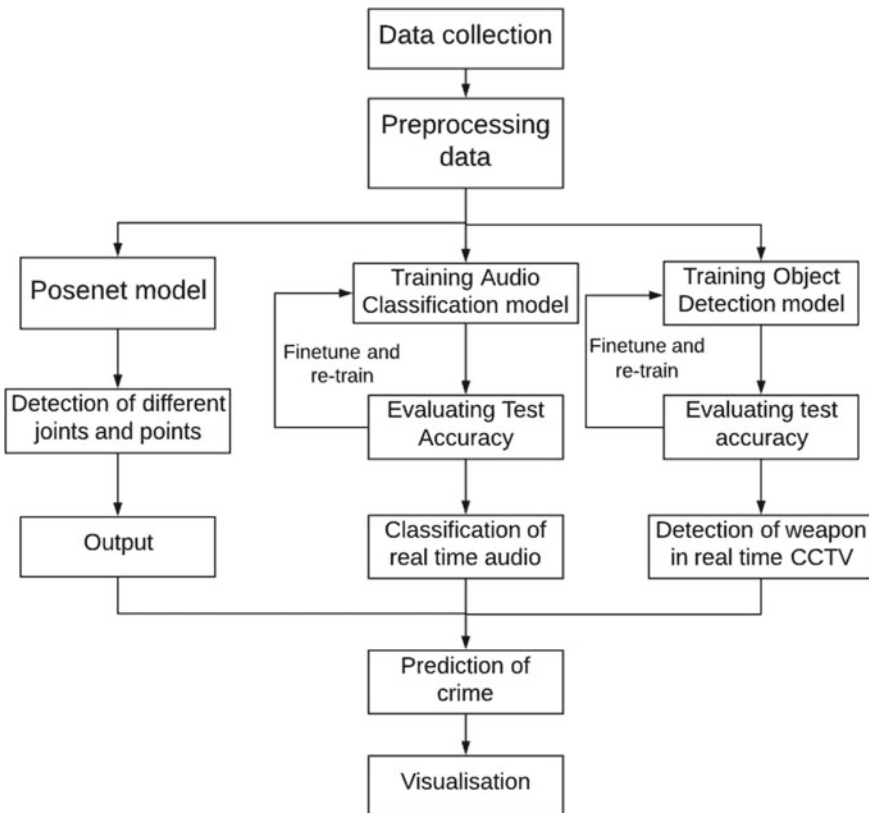 Data collection
Preprocessing
data
Posenet model
Training Audio
Classification model
Training Object
Detection model
Finetune and
re-train
Finetune and
re-train
Detection of different
joints and points
Evaluating Test
Accuracy
Evaluating test
accuracy
Output
Classification of
real time audio
Detection of weapon
in real time CCTV
Prediction of
crime
Visualisation